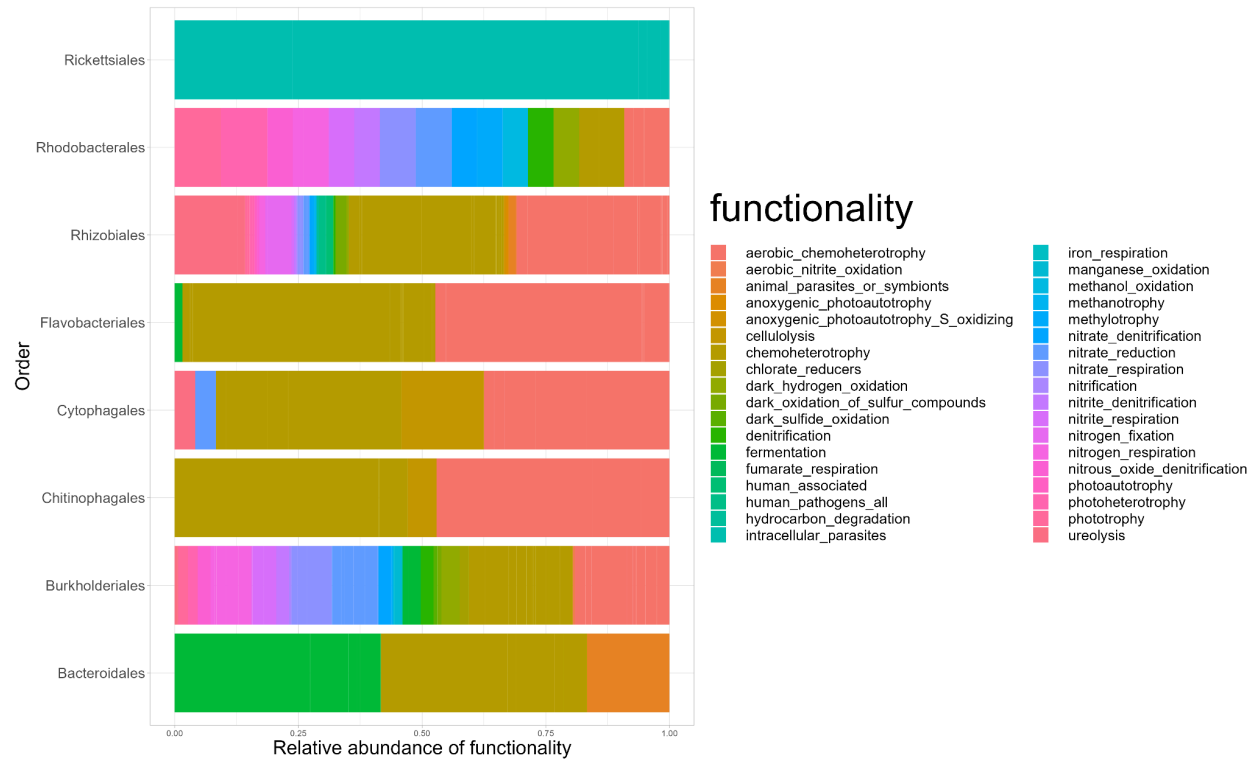 Order
Rickettsiales
Rhodobacterales
Rhizobiales
Flavobacteriales
Cytophagales
Chitinophagales
Burkholderiales
Bacteroidales
0.00 0.25 0.50 0.75 1.00
Relative abundance of functionality
functionality
aerobic_chemoheterotrophy
aerobic_nitrite_oxidation
animal_parasites_or_symbionts
anoxygenic_photoautotrophy
anoxygenic_photoautotrophy_S_oxidizing
cellulolysis
chemoheterotrophy
chlorate_reducers
dark_hydrogen_oxidation
dark_oxidation_of_sulfur_compounds
dark_sulfide_oxidation
denitrification
fermentation
fumarate_respiration
human_associated
human_pathogens_all
hydrocarbon_degradation
intracellular_parasites
iron_respiration
manganese_oxidation
methanol_oxidation
methanotrophy
methylotrophy
nitrate_denitrification
nitrate_reduction
nitrate_respiration
nitrification
nitrite_denitrification
nitrite_respiration
nitrogen_fixation
nitrogen_respiration
nitrous_oxide_denitrification
photoautotrophy
photoheterotrophy
phototrophy
ureolysis